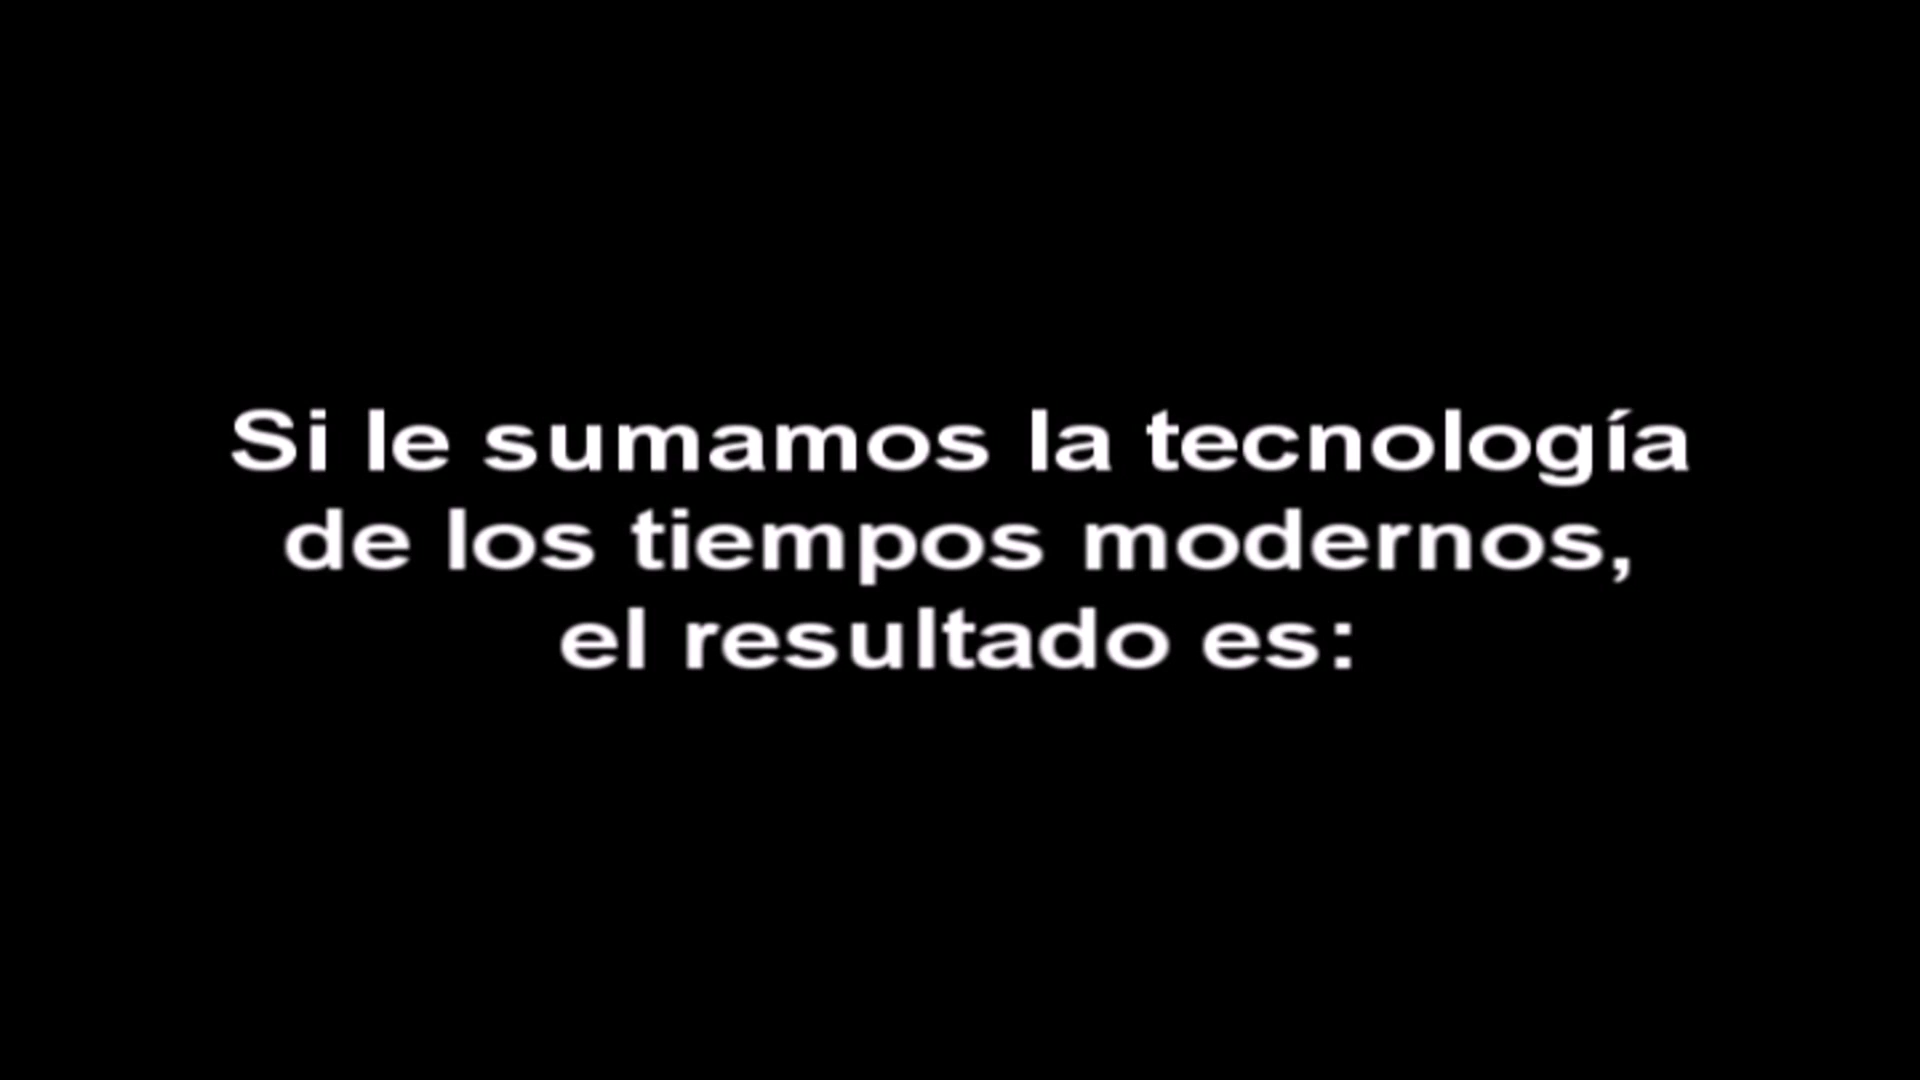 Si le sumamos la tecnología
de los tiempos modernos,
el resultado es: